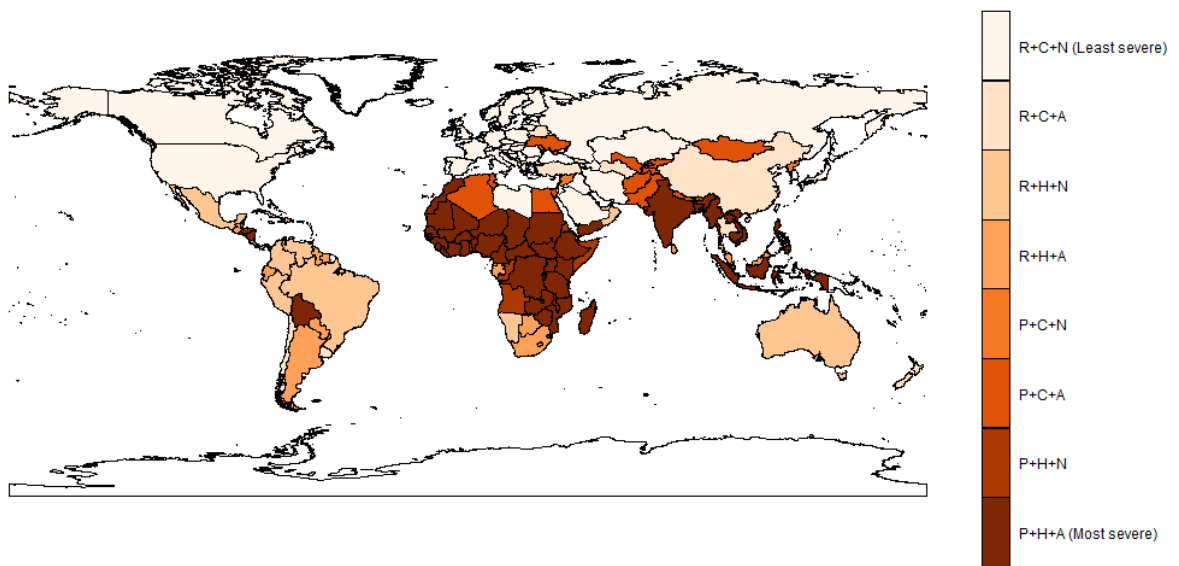 R+C+N (Least severe)
R+C+A
R+H+N
R+H+A
P+C+N
P+C+A
P+H+N
P+H+A (Most severe)